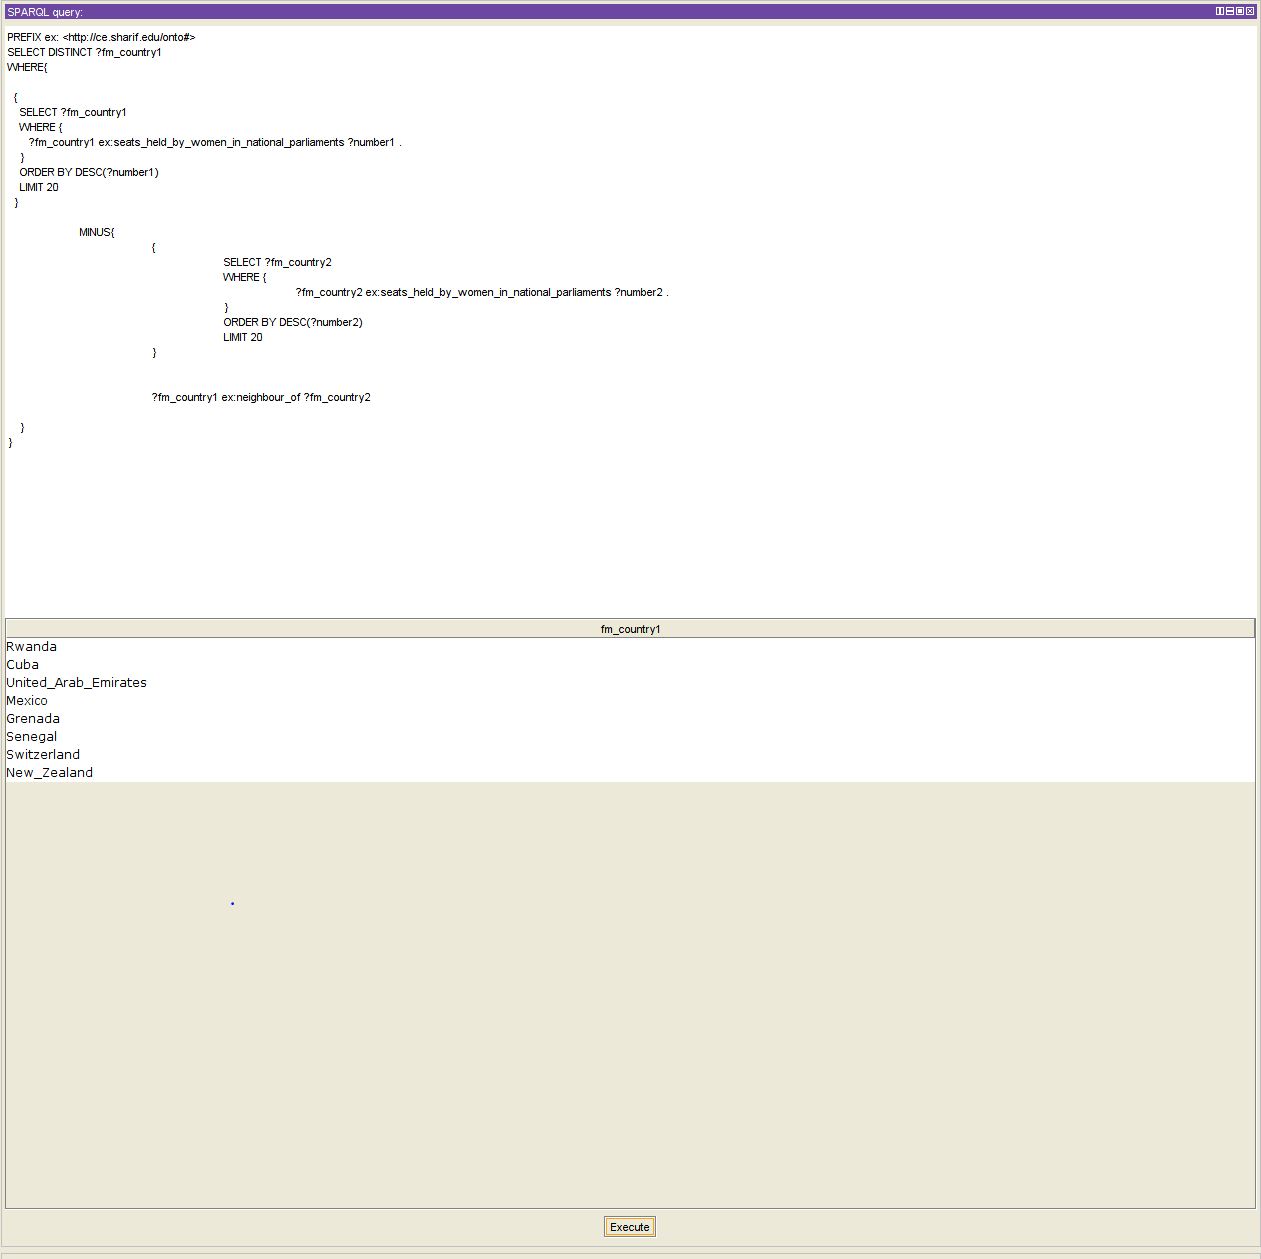 SPARQL query:
PREFIX ex: <http://ce.sharif.edu/onto#>
SELECT DISTINCT ?fm_country1
WHERE{
{
SELECT ?fm_country1
WHERE {
?fm_country1 ex:seats_held_by_women_in_national_parliaments ?number1 .
}
ORDER BY DESC(?number1)
LIMIT 20
}
MINUS{
{
SELECT ?fm_country2
WHERE {
?fm_country2 ex:seats_held_by_women_in_national_parliaments ?number2 .
}
ORDER BY DESC(?number2)
LIMIT 20
}
?fm_country1 ex:neighbour_of ?fm_country2
}
}
fm_country1
Rwanda
Cuba
United_Arab_Emirates
Mexico
Grenada
Senegal
Switzerland
New_Zealand
Execute